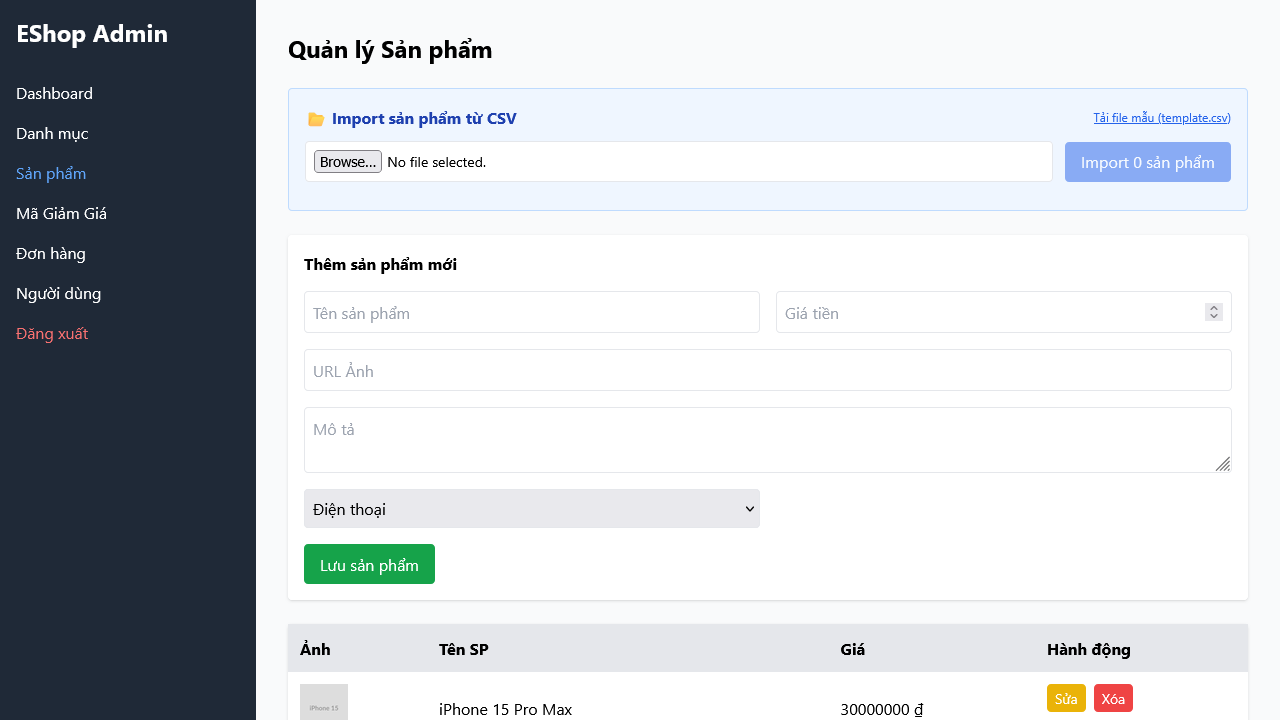 EShop Admin
Dashboard
Danh mục
Sản phẩm
Mã Giảm Giá
Đơn hàng
Người dùng
Đăng xuất
Quản lý Sản phẩm
Import sản phẩm từ CSV
Tải file mẫu (template.csv)
Browse... No file selected.
Import 0 sản phẩm
Thêm sản phẩm mới
Tên sản phẩm
Giá tiền
URL Ảnh
Mô tả
Điện thoại
Lưu sản phẩm
Ảnh Tên SP Giá Hành động
iPhone 15
iPhone 15 Pro Max 30000000 ₫ Sửa Xóa